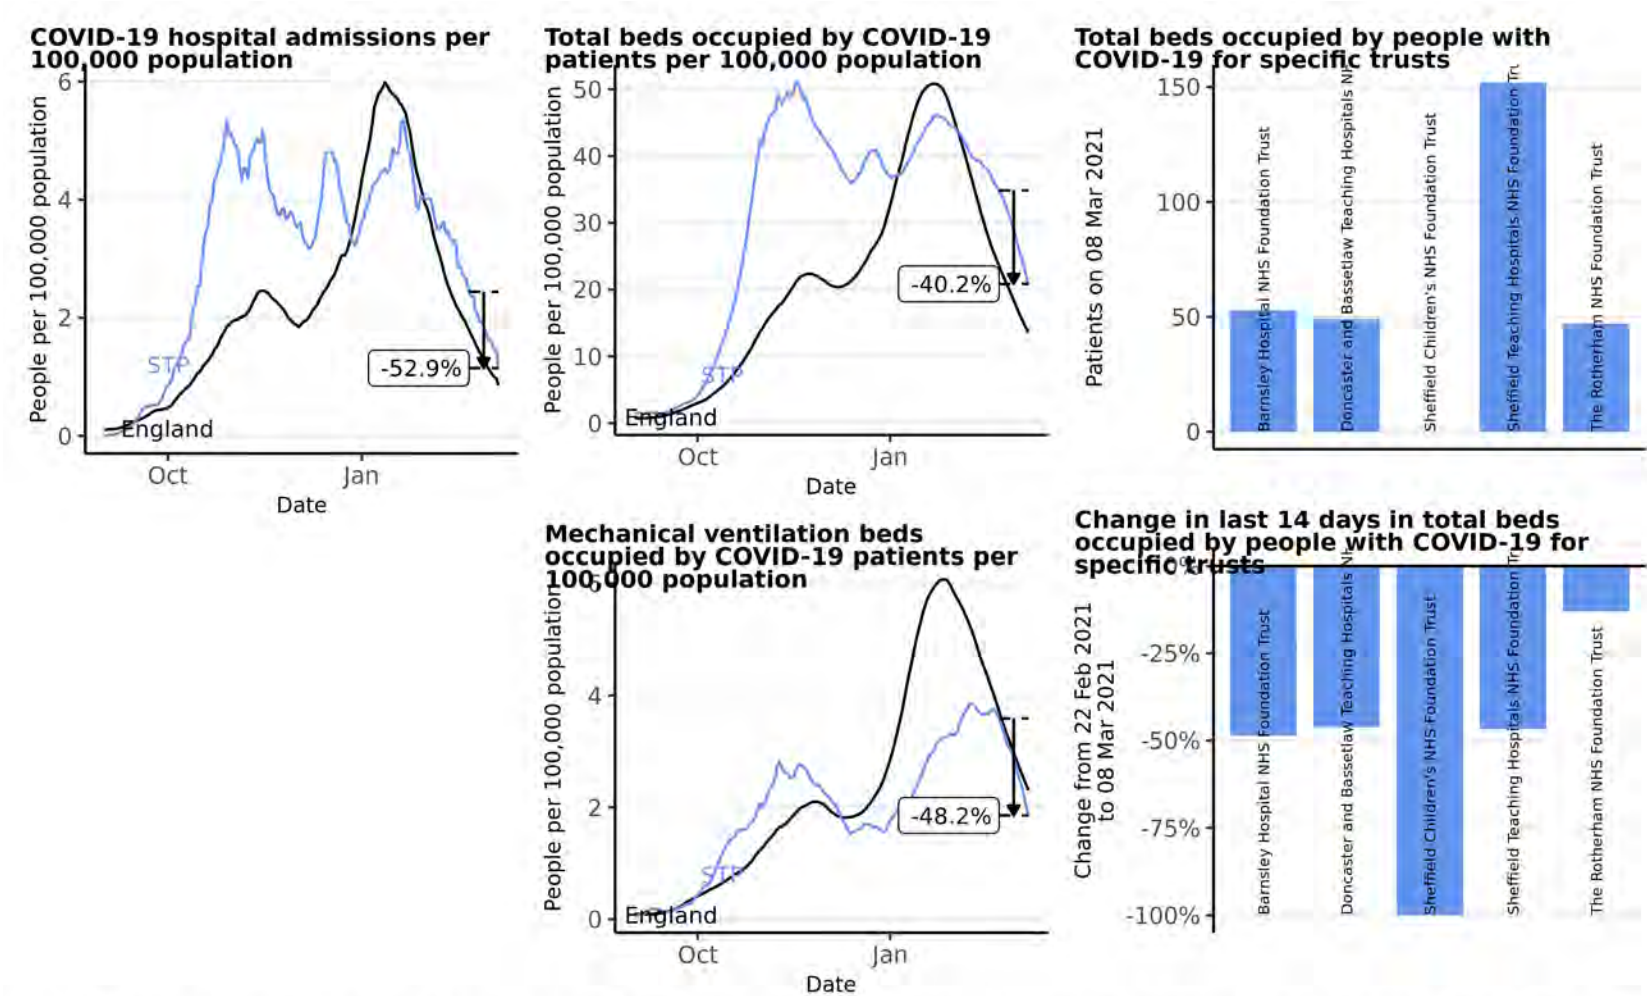 COVID-19 hospital admissions per
100,000 population
People per 100,000 population
6
4
2
0
STP
England
-52.9%
Oct
Jan
Date
Total beds occupied by COVID-19
patients per 100,000 population
People per 100,000 population
50
40
30
20
10
0
STP
England
-40.2%
Oct
Jan
Date
Total beds occupied by people with
COVID-19 for specific trusts
Patients on 08 Mar 2021
150
100
50
0
Barnsley Hospital NHS Foundation Trust
Doncaster and Bassetlaw Teaching Hospitals
Sheffield Children's NHS Foundation Trust
Sheffield Teaching Hospitals NHS Foundation
The Rotherham NHS Foundation Trust
Mechanical ventilation beds
occupied by COVID-19 patients per
100,000 population
People per 100,000 population
6
4
2
0
STP
England
-48.2%
Oct
Jan
Date
Change in last 14 days in total beds
occupied by people with COVID-19 for
specific trusts
Change from 22 Feb 2021
to 08 Mar 2021
0%
-25%
-50%
-75%
-100%
Barnsley Hospital NHS Foundation Trust
Doncaster and Bassetlaw Teaching Hospitals
Sheffield Children's NHS Foundation Trust
Sheffield Teaching Hospitals NHS Foundation
The Rotherham NHS Foundation Trust